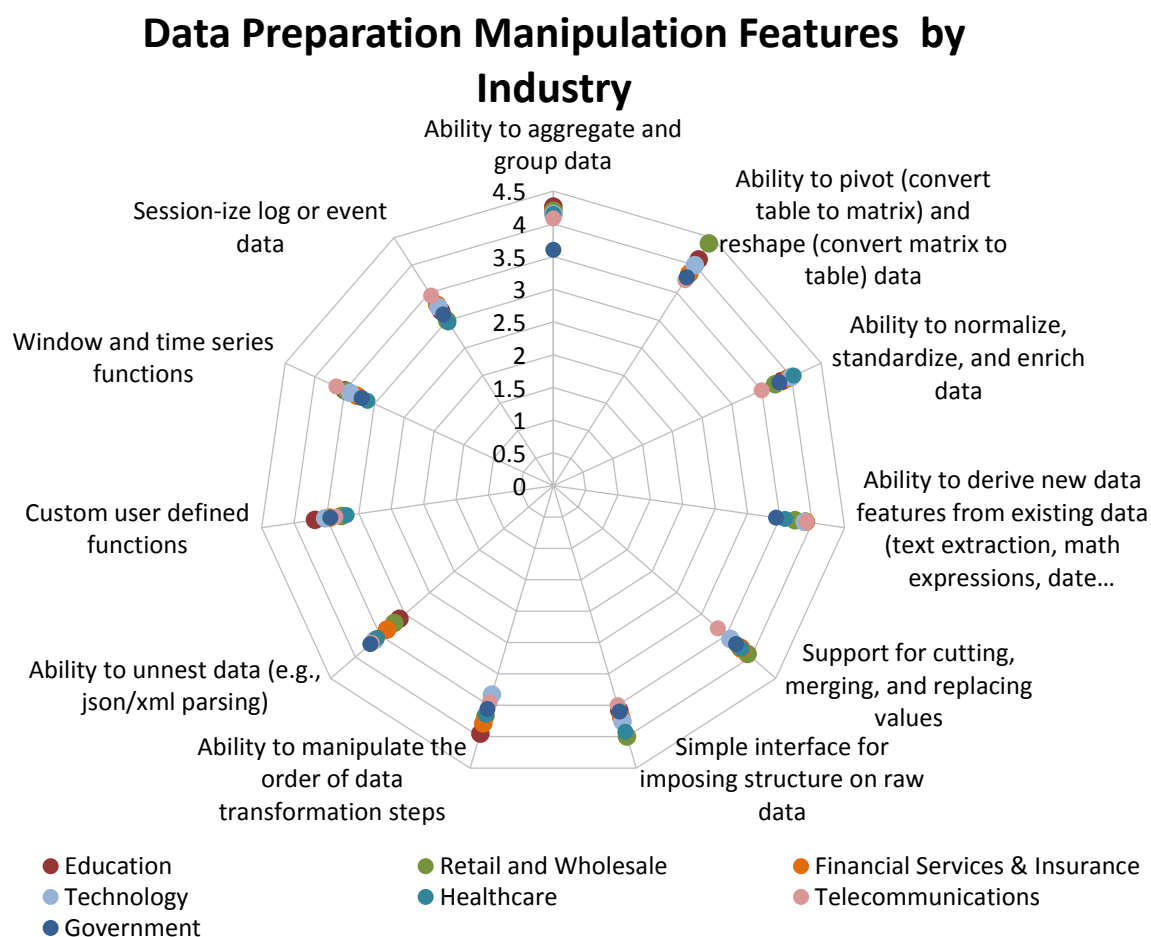 Data Preparation Manipulation Features  by
Industry
Ability to aggregate and
group data
Ability to pivot (convert
table to matrix) and
reshape (convert matrix to
table) data
Ability to normalize,
standardize, and enrich
data
Ability to derive new data
features from existing data
(text extraction, math
expressions, date…
Support for cutting,
merging, and replacing
values
Simple interface for
imposing structure on raw
data
Ability to manipulate the
order of data
transformation steps
Ability to unnest data (e.g.,
json/xml parsing)
Custom user defined
functions
Window and time series
functions
Session-ize log or event
data
4.5
4
3.5
3
2.5
2
1.5
1
0.5
0
Education
Retail and Wholesale
Financial Services & Insurance
Technology
Healthcare
Telecommunications
Government